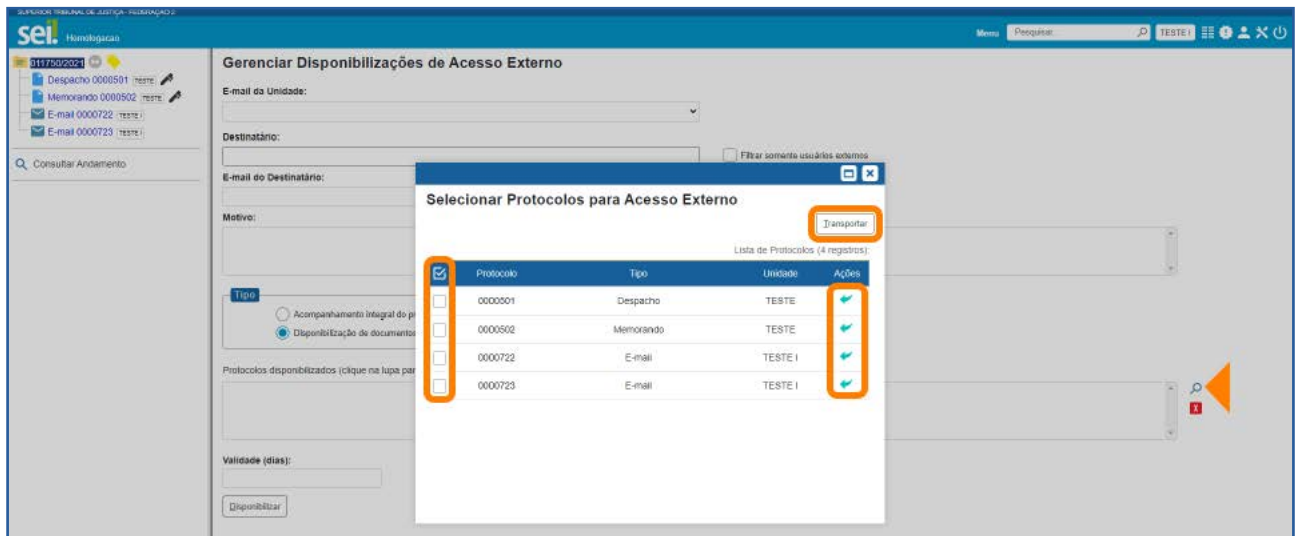 SUPERIOR TRIBUNAL DE JUSTIÇA - FEDERAÇÃO 2
sei. Homologacao
Menu Pesquisar TESTE I
011750/2021
Despacho 0000501 TESTE
Memorando 0000502 TESTE
E-mail 0000722 TESTE I
E-mail 0000723 TESTE I
Consultar Andamento
Gerenciar Disponibilizações de Acesso Externo
E-mail da Unidade:
Destinatário:
Filtrar somente usuários externos
E-mail do Destinatário:
Motivo:
Tipo
Acompanhamento integral do
Disponibilização de documentos
Protocolos disponibilizados (clique na lupa par
Validade (dias):
Disponibilizar
Selecionar Protocolos para Acesso Externo
Transportar
Lista de Protocolos (4 registros):
Protocolo Tipo Unidade Ações
0000501 Despacho TESTE
0000502 Memorando TESTE
0000722 E-mail TESTE I
0000723 E-mail TESTE I